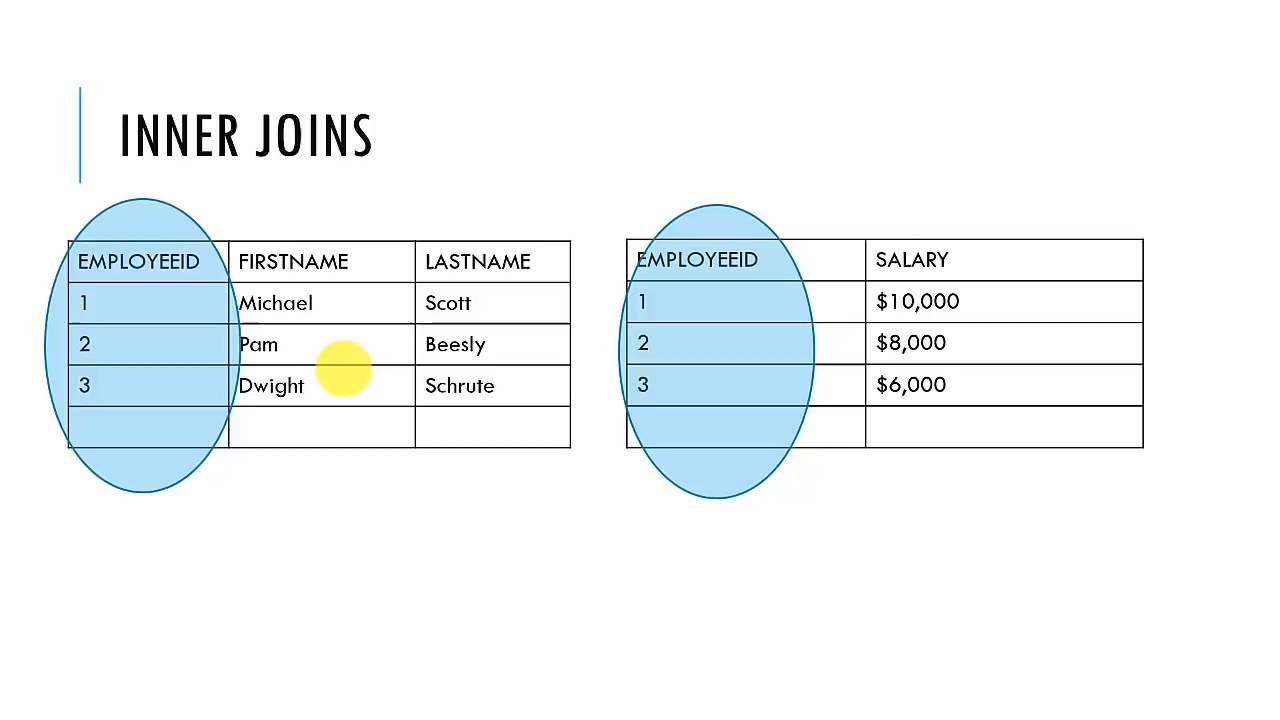 INNER JOINS
EMPLOYEEID FIRSTNAME LASTNAME
1 Michael Scott
2 Pam Beesly
3 Dwight Schrute
EMPLOYEEID SALARY
1 $10,000
2 $8,000
3 $6,000